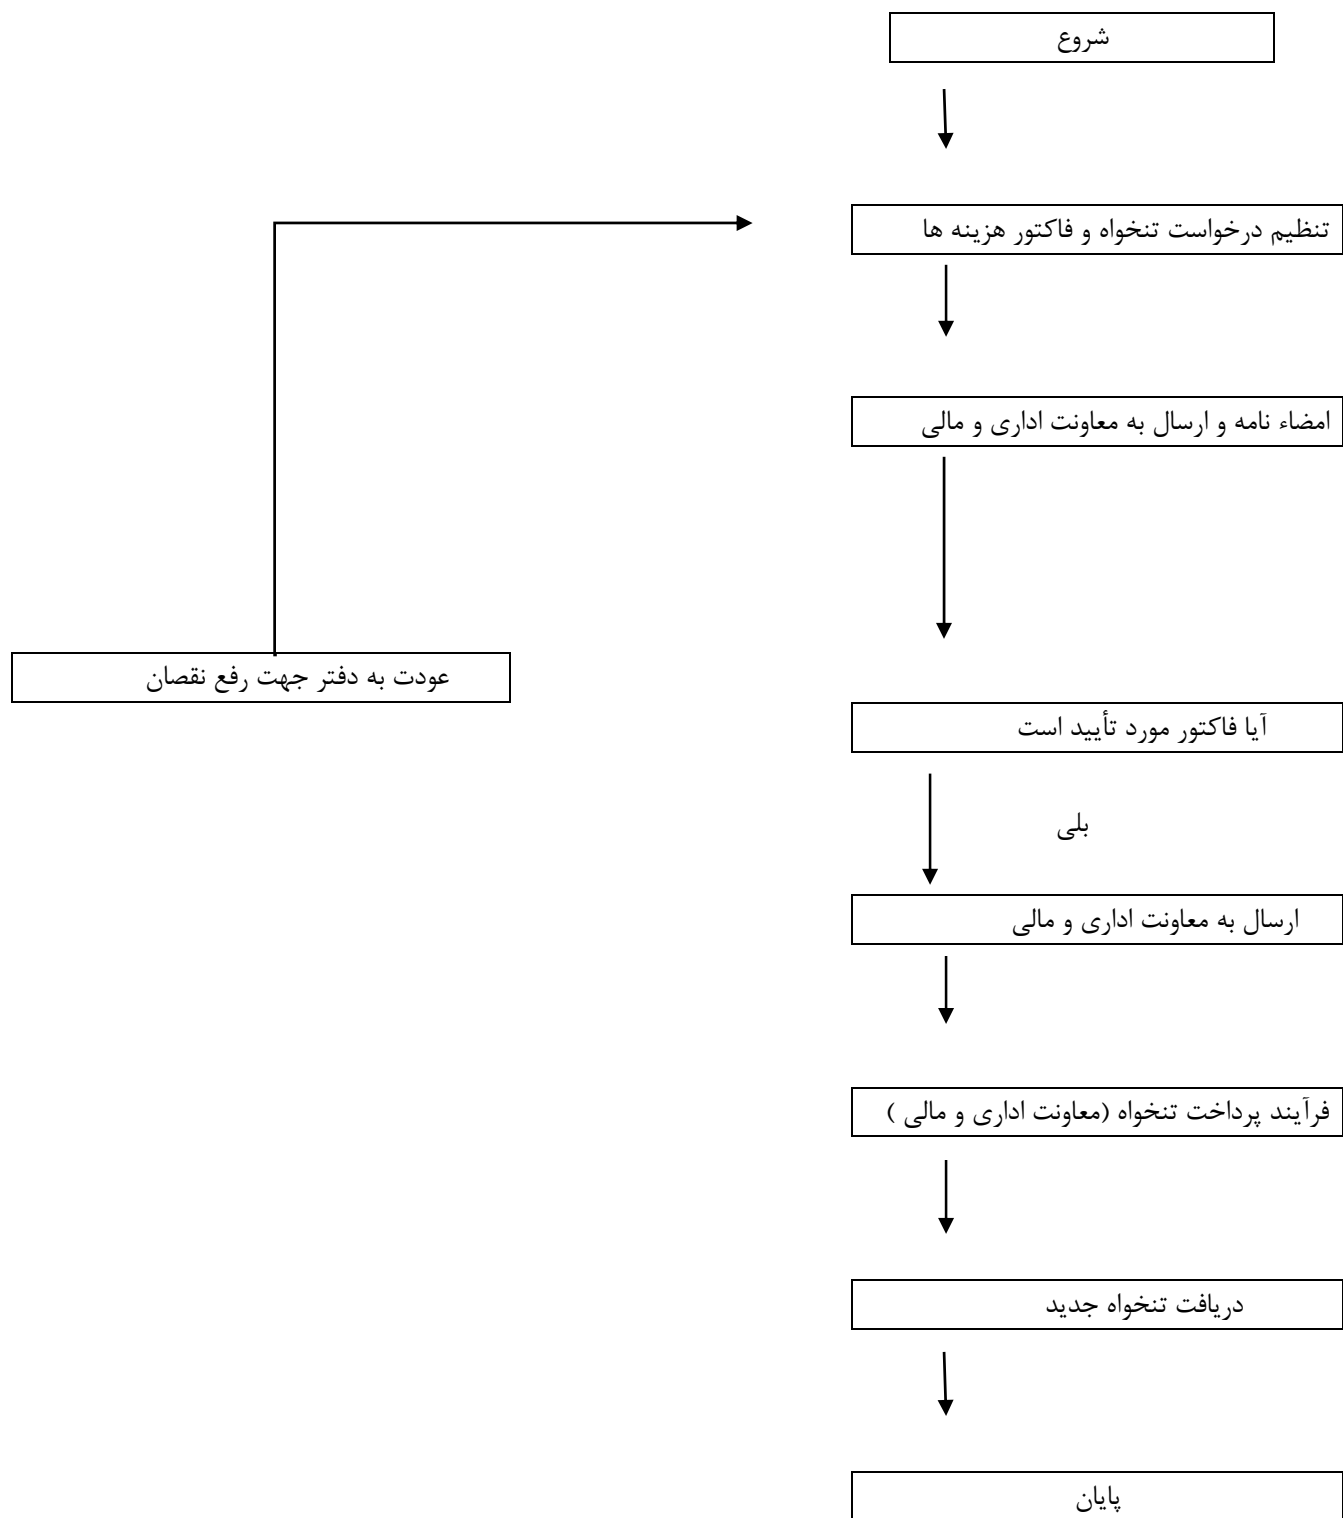 شروع
تنظیم درخواست تنخواه و فاکتور هزینه ها
امضاء نامه و ارسال به معاونت اداری و مالی
عودت به دفتر جهت رفع نقصان
آیا فاکتور مورد تأیید است
بلی
ارسال به معاونت اداری و مالی
فرآیند پرداخت تنخواه (معاونت اداری و مالی )
دریافت تنخواه جدید
پایان